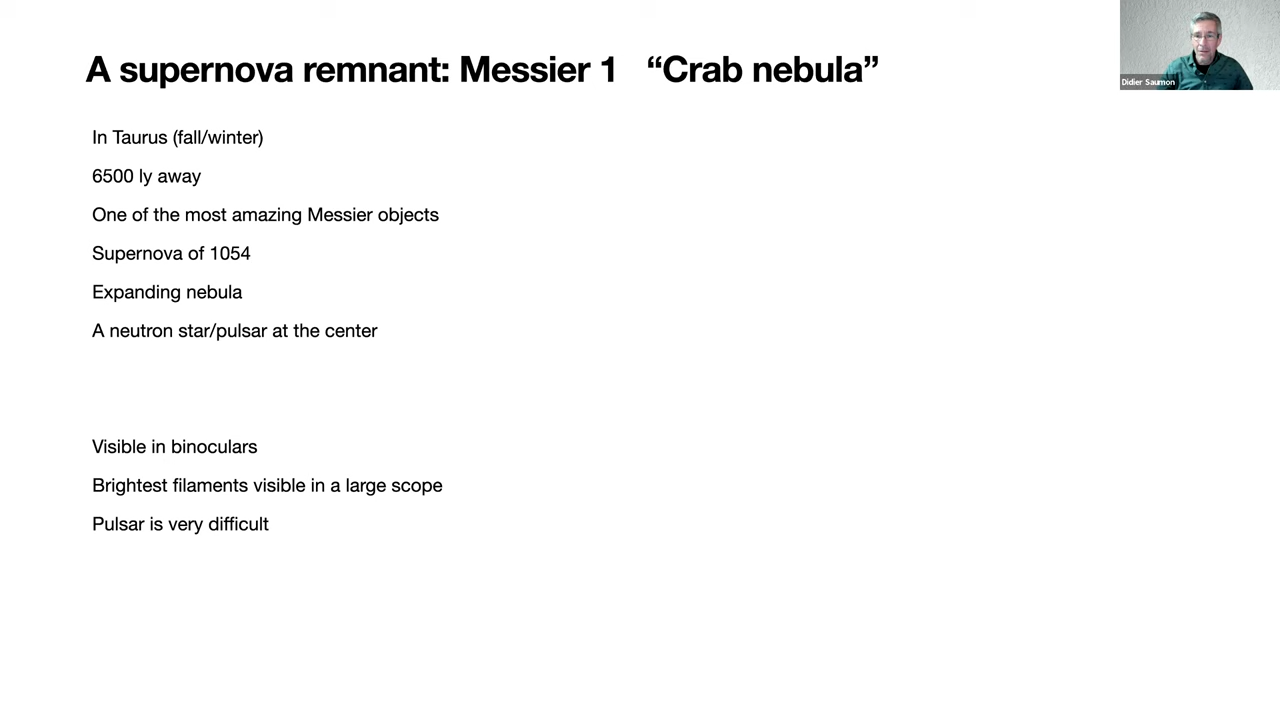 A supernova remnant: Messier 1 “Crab nebula”
Didier Saumon
In Taurus (fall/winter)
6500 ly away
One of the most amazing Messier objects
Supernova of 1054
Expanding nebula
A neutron star/pulsar at the center
Visible in binoculars
Brightest filaments visible in a large scope
Pulsar is very difficult